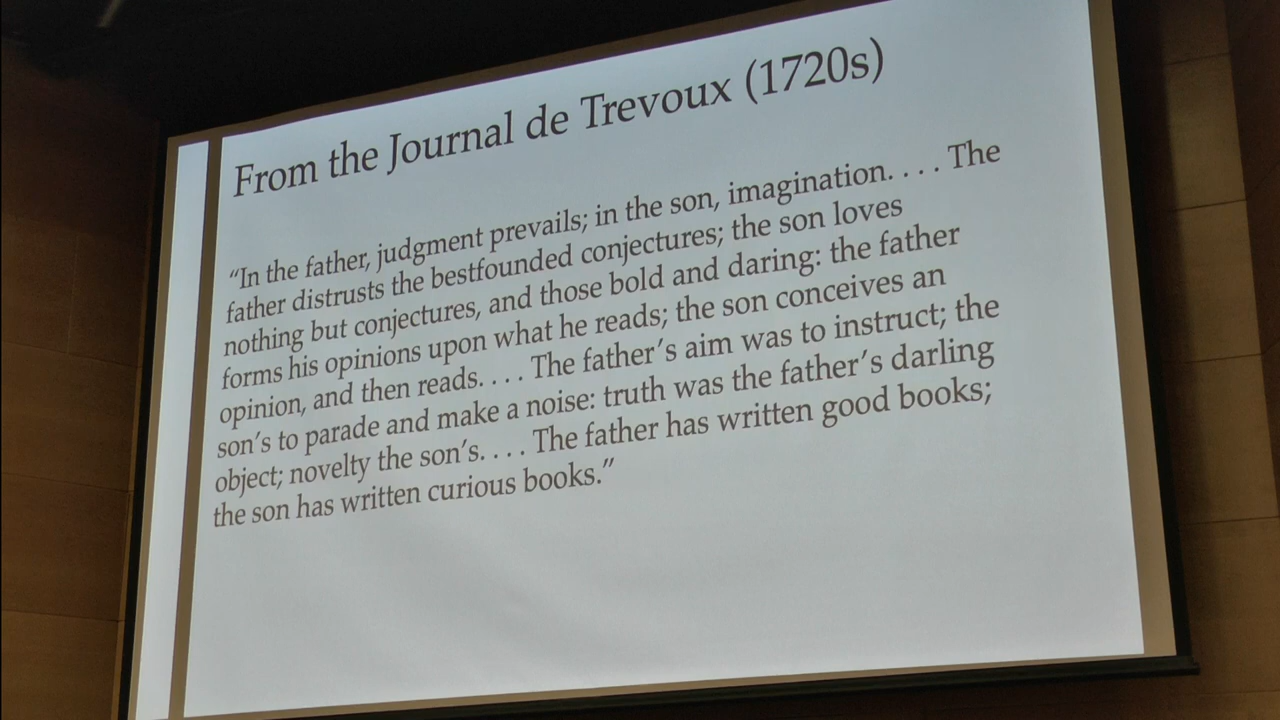 From the Journal de Trevoux (1720s)
“In the father, judgment prevails; in the son, imagination. . . . The
father distrusts the bestfounded conjectures; the son loves
nothing but conjectures, and those bold and daring: the father
forms his opinions upon what he reads; the son conceives an
opinion, and then reads. . . . The father’s aim was to instruct; the
son’s to parade and make a noise: truth was the father’s darling
object; novelty the son’s. . . . The father has written good books;
the son has written curious books.”